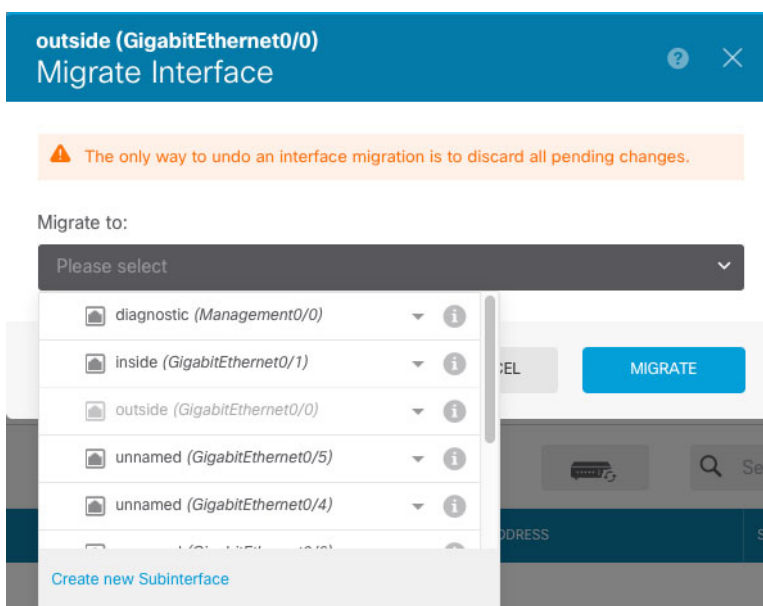 outside (GigabitEthernet0/0)
Migrate Interface
The only way to undo an interface migration is to discard all pending changes.
Migrate to:
Please select
diagnostic (Management0/0)
inside (GigabitEthernet0/1)
outside (GigabitEthernet0/0)
unnamed (GigabitEthernet0/5)
unnamed (GigabitEthernet0/4)
Create new Subinterface
CEL
MIGRATE
Se
DDRESS
S